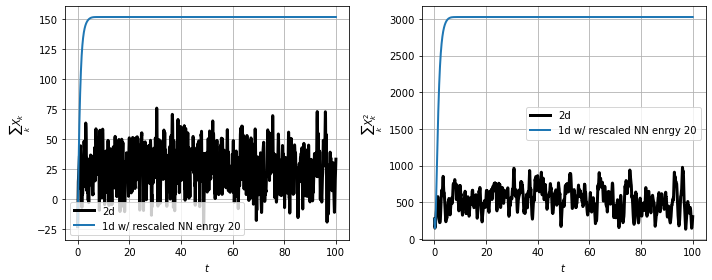 150
125
100
75
50
25
0
−25
0 20 40 60 80 100
t
∑ X_k
k
2d
1d w/ rescaled NN enrgy 20
3000
2500
2000
1500
1000
500
0
0 20 40 60 80 100
t
∑ X_k^2
k
2d
1d w/ rescaled NN enrgy 20